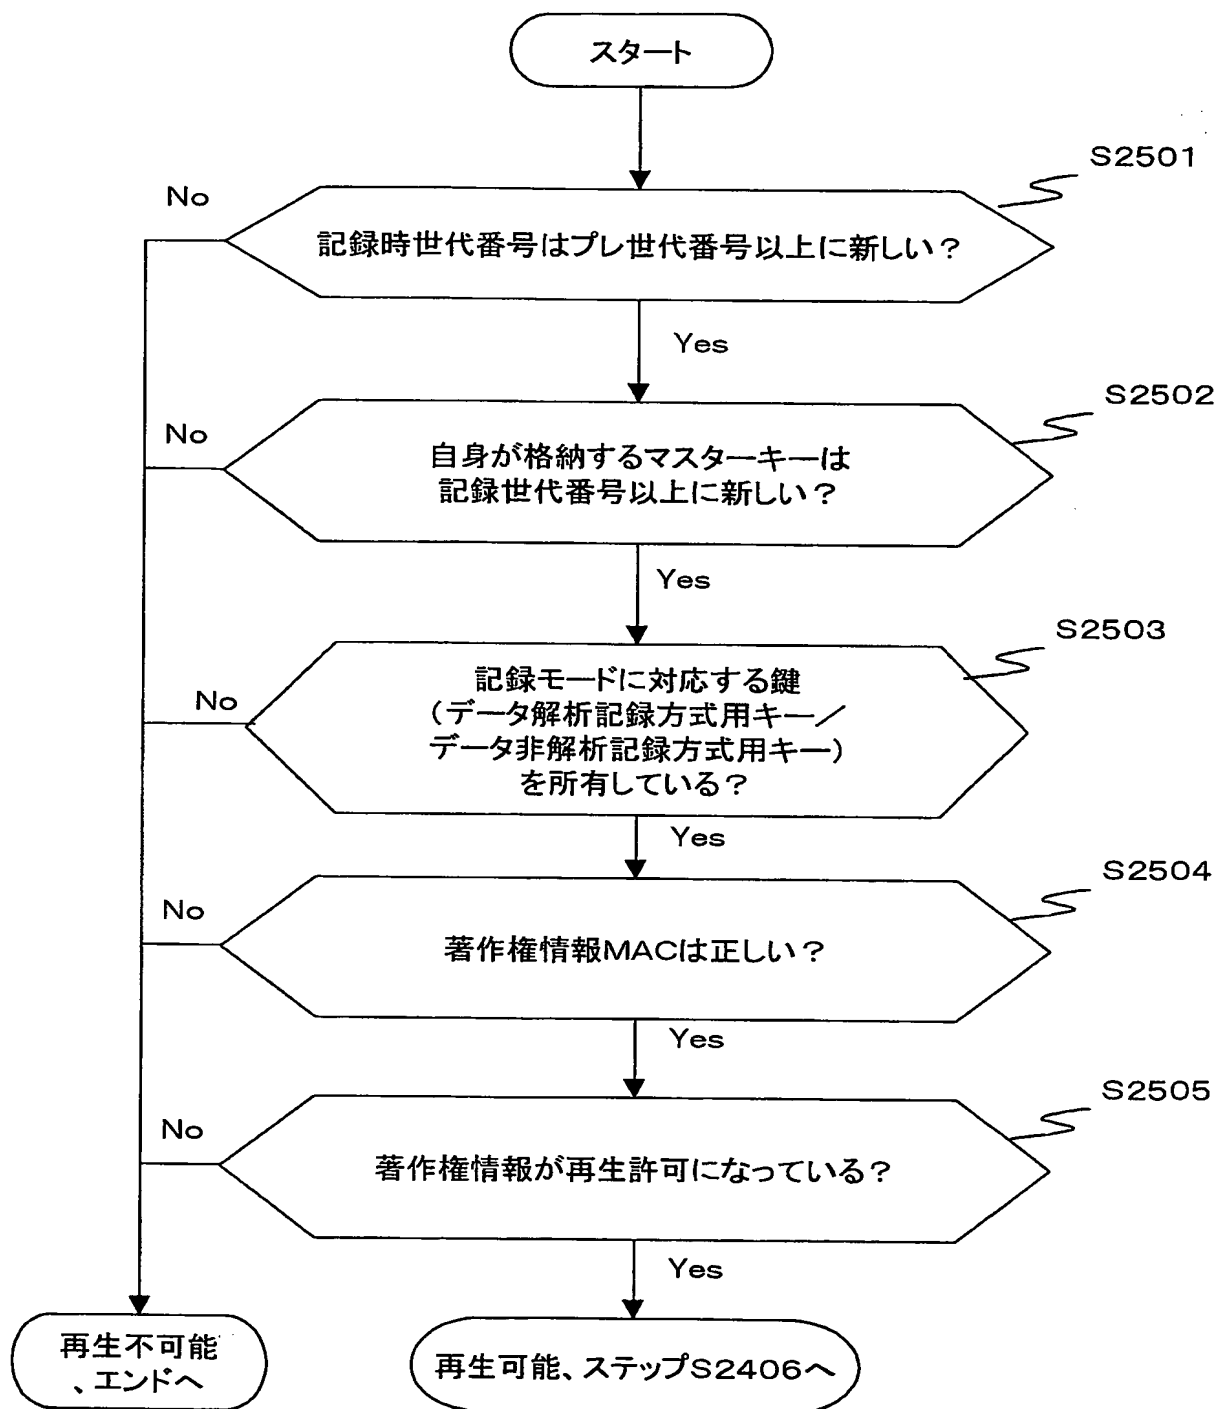 スタート
S2501
No
記録時世代番号はプレ世代番号以上に新しい？
Yes
S2502
No
自身が格納するマスターキーは
記録世代番号以上に新しい？
Yes
S2503
No
記録モードに対応する鍵
（データ解析記録方式用キー／
データ非解析記録方式用キー）
を所有している？
Yes
S2504
No
著作権情報MACは正しい？
Yes
S2505
No
著作権情報が再生許可になっている？
Yes
再生不可能
、エンドへ
再生可能、ステップS2406へ